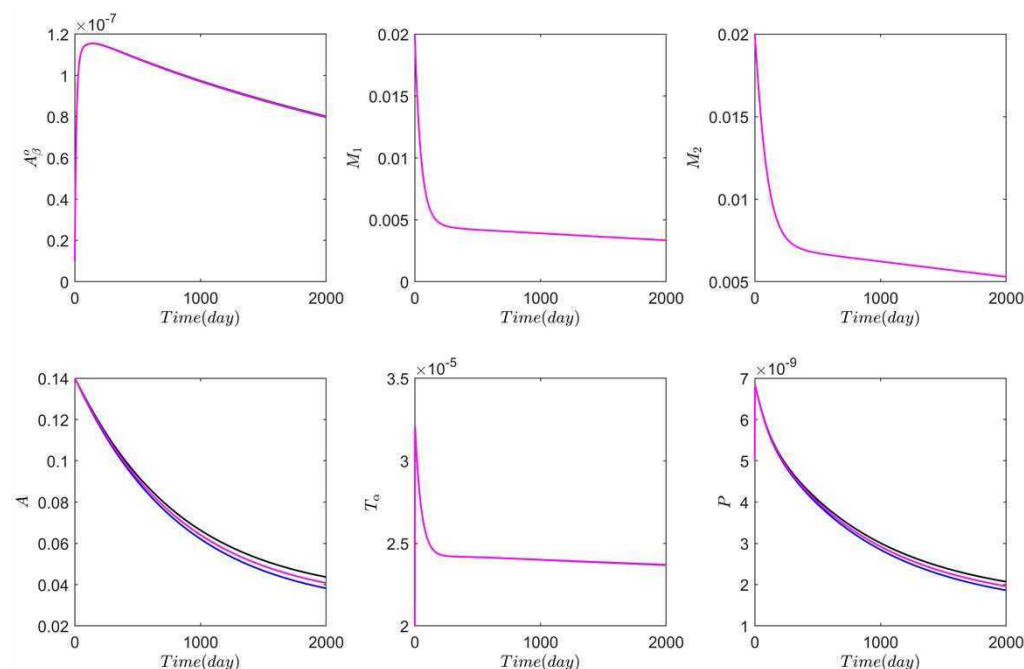 ×10⁻⁷
1.2
1
0.8
0.6
0.4
0.2
0
A_β^o
0 1000 2000
Time(day)
0.02
0.015
0.01
0.005
0
M₁
0 1000 2000
Time(day)
0.02
0.015
0.01
0.005
M₂
0 1000 2000
Time(day)
0.14
0.12
0.1
0.08
0.06
0.04
0.02
A
0 1000 2000
Time(day)
×10⁻⁵
3.5
3
2.5
2
T_α
0 1000 2000
Time(day)
×10⁻⁹
7
6
5
4
3
2
1
P
0 1000 2000
Time(day)